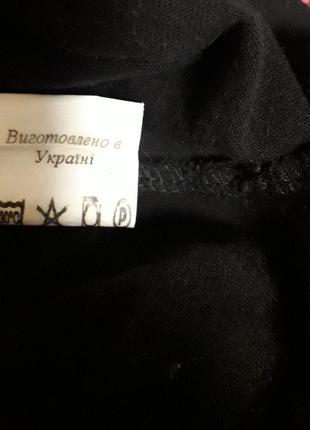 Виготовлено в
Україні
P